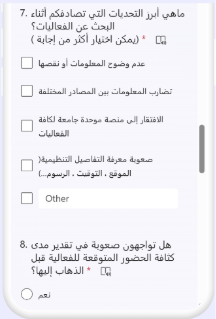 7. ماهي أبرز التحديات التي تصادفكم أثناء
البحث عن الفعاليات؟
(يمكن اختيار أكثر من إجابة ) *
عدم وضوح المعلومات أو نقصها
تضارب المعلومات بين المصادر المختلفة
الافتقار إلى منصة موحدة جامعة لكافة
الفعاليات
صعوبة معرفة التفاصيل التنظيمية(
الموقع ، التوقيت ، الرسوم...)
Other
8. هل تواجهون صعوبة في تقدير مدى
كثافة الحضور المتوقعة للفعالية قبل
الذهاب إليها؟ *
نعم